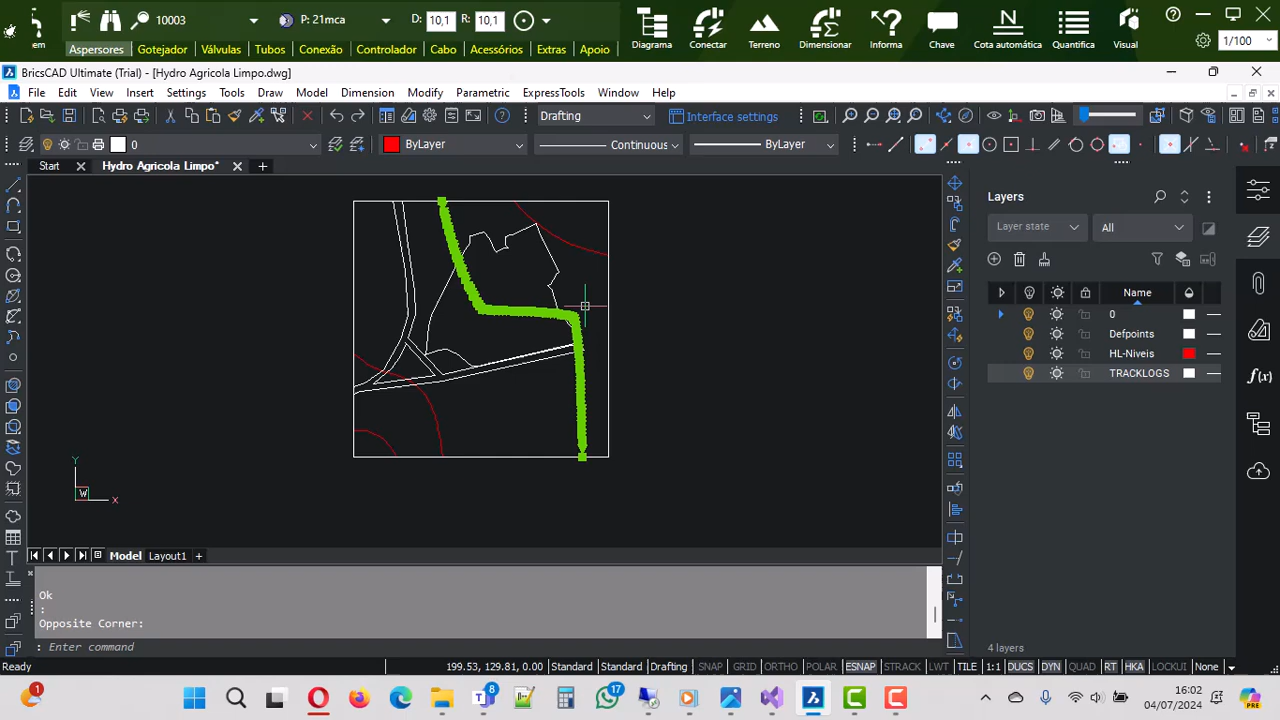 em
10003
P: 21mca
D: 10,1 R: 10,1
Aspersores Gotejador Válvulas Tubos Conexão Controlador Cabo Acessórios Extras Apoio
Diagrama Conectar Terreno Dimensionar Informa Chave Cota automática Quantifica Visual
1/100
BricsCAD Ultimate (Trial) - [Hydro Agricola Limpo.dwg]
File Edit View Insert Settings Tools Draw Model Dimension Modify Parametric ExpressTools Window Help
Drafting
Interface settings
0
ByLayer
Continuous
ByLayer
Start
Hydro Agricola Limpo*
Layers
Layer state
All
Name
0
Defpoints
HL-Niveis
TRACKLOGS
4 layers
Y
W
X
Model Layout1
Ok
:
Opposite Corner:
: Enter command
Ready
199.53, 129.81, 0.00 Standard Standard Drafting SNAP GRID ORTHO POLAR ESNAP STRACK LWT TILE 1:1 DUCS DYN QUAD RT HKA LOCKUI None
1
8
17
PRE
16:02
04/07/2024